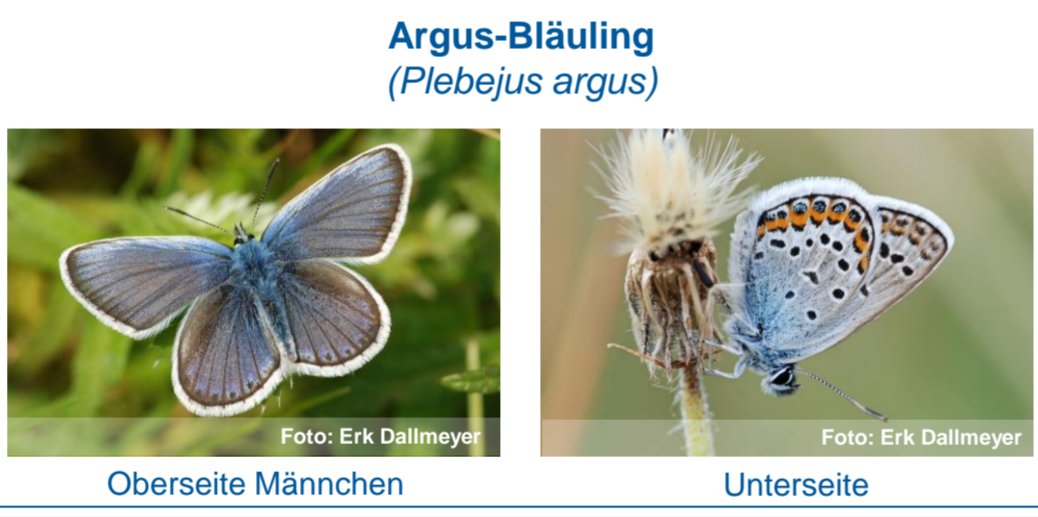 Argus-Bläuling
(Plebejus argus)
Foto: Erk Dallmeyer
Foto: Erk Dallmeyer
Oberseite Männchen
Unterseite